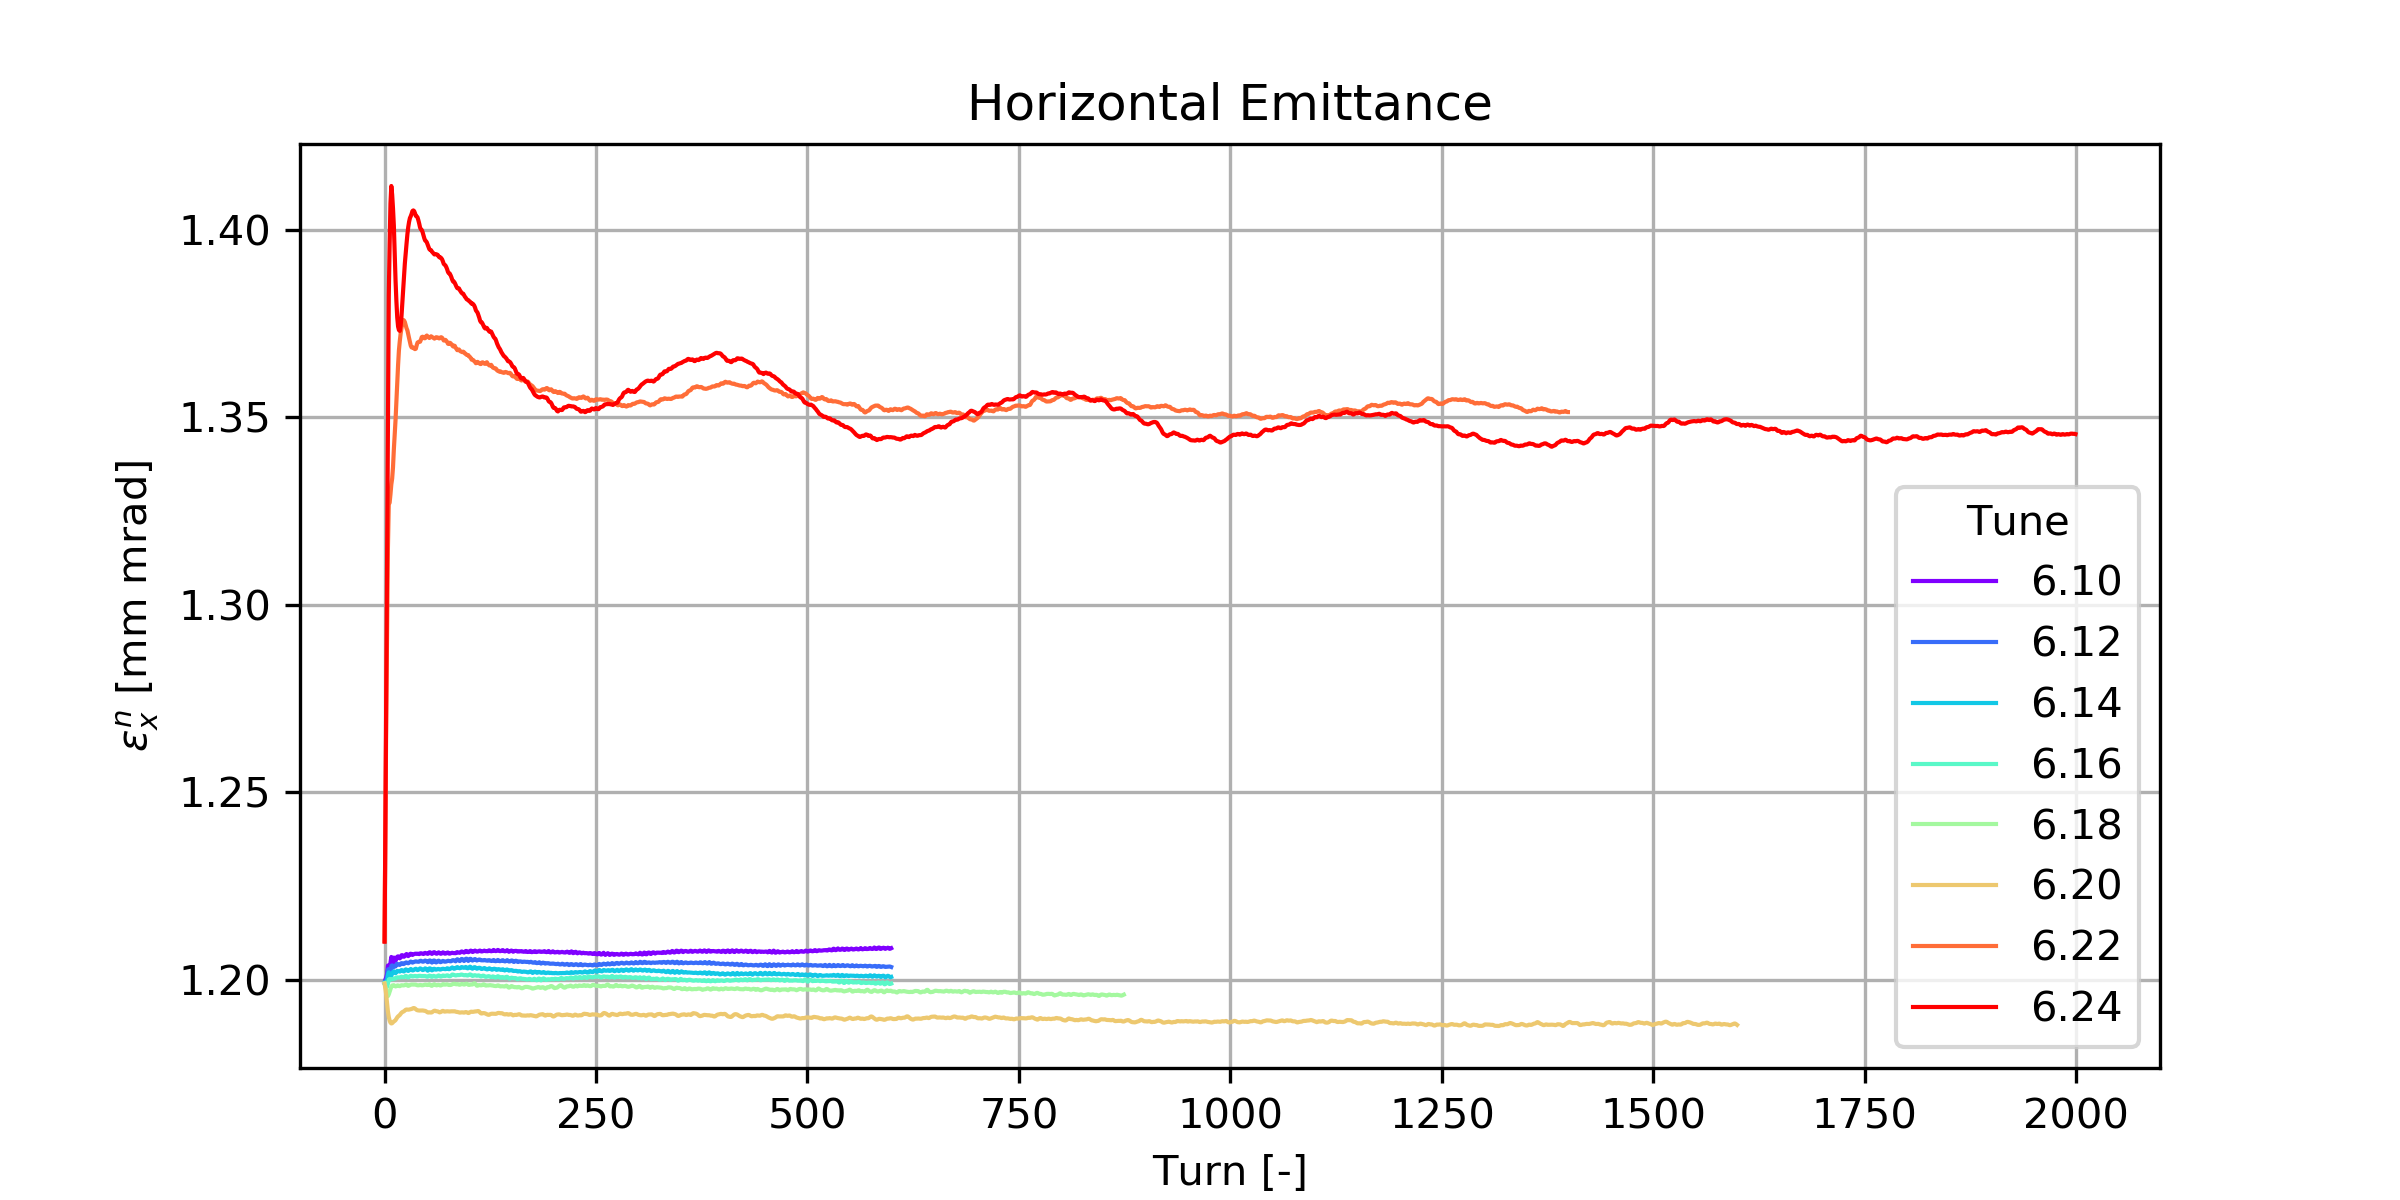 Horizontal Emittance
1.40
1.35
1.30
1.25
1.20
ε_x^n [mm mrad]
0 250 500 750 1000 1250 1500 1750 2000
Turn [-]
Tune
6.10
6.12
6.14
6.16
6.18
6.20
6.22
6.24